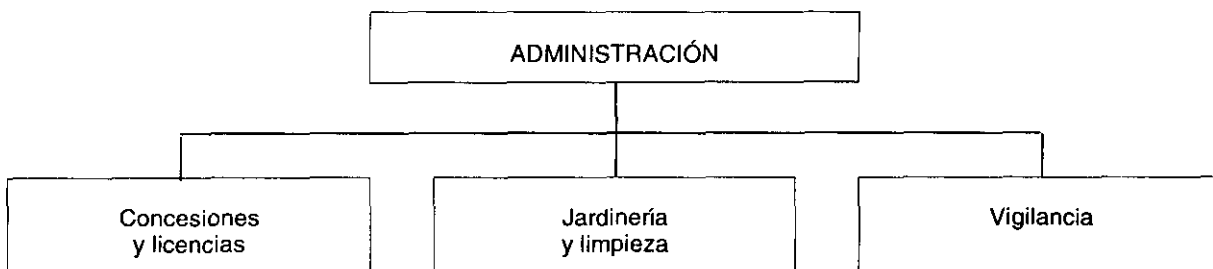 ADMINISTRACIÓN
Concesiones
y licencias
Jardinería
y limpieza
Vigilancia